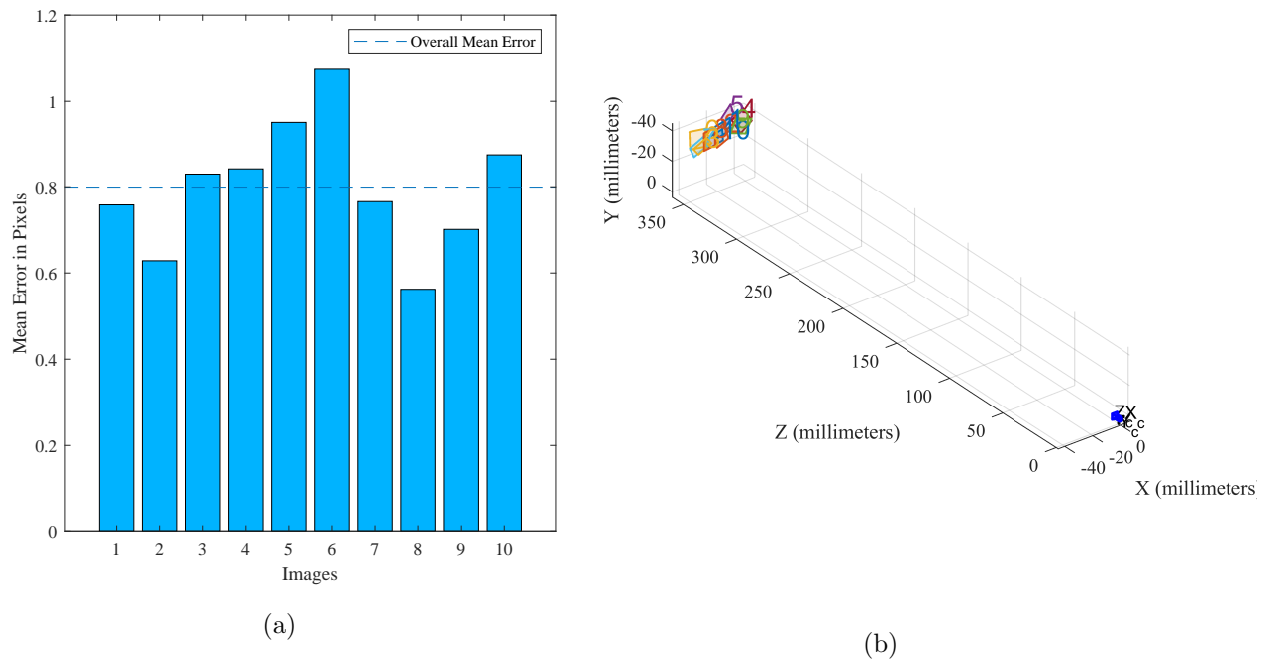 1.2
1
0.8
0.6
0.4
0.2
0
Mean Error in Pixels
Overall Mean Error
1 2 3 4 5 6 7 8 9 10
Images
(a)
Y (millimeters)
-40
-20
0
350
300
250
200
150
100
50
0
Z (millimeters)
-40
-20
0
X (millimeters)
5
4
X
c
c
(b)